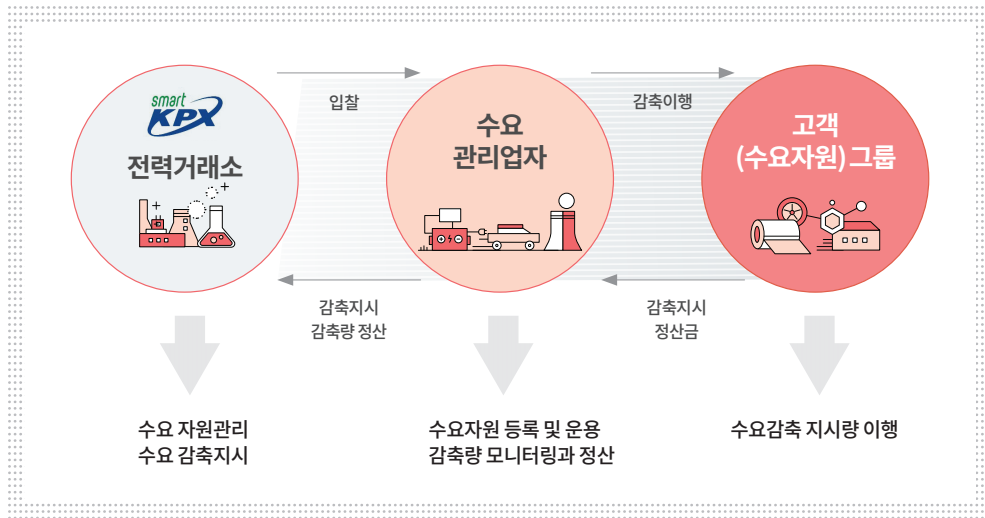 smart
KPX
전력거래소
입찰
수요
관리업자
감축이행
고객
(수요자원)그룹
감축지시
감축량 정산
감축지시
정산금
수요 자원관리
수요 감축지시
수요자원 등록 및 운용
감축량 모니터링과 정산
수요감축 지시량 이행